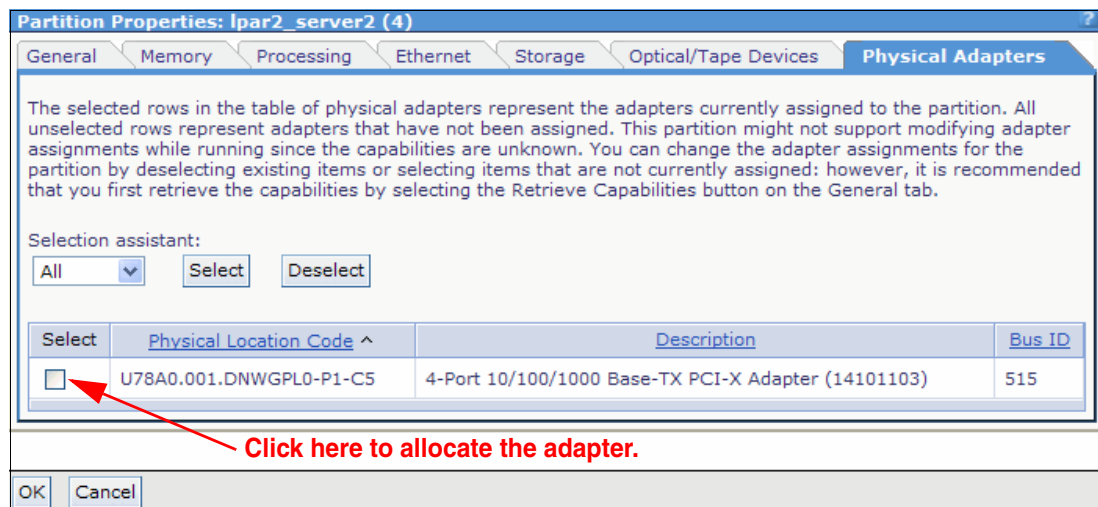 Partition Properties: lpar2_server2 (4) ?
General Memory Processing Ethernet Storage Optical/Tape Devices Physical Adapters
The selected rows in the table of physical adapters represent the adapters currently assigned to the partition. All
unselected rows represent adapters that have not been assigned. This partition might not support modifying adapter
assignments while running since the capabilities are unknown. You can change the adapter assignments for the
partition by deselecting existing items or selecting items that are not currently assigned: however, it is recommended
that you first retrieve the capabilities by selecting the Retrieve Capabilities button on the General tab.
Selection assistant:
All Select Deselect
Select Physical Location Code ^ Description Bus ID
U78A0.001.DNWGPL0-P1-C5 4-Port 10/100/1000 Base-TX PCI-X Adapter (14101103) 515
Click here to allocate the adapter.
OK Cancel